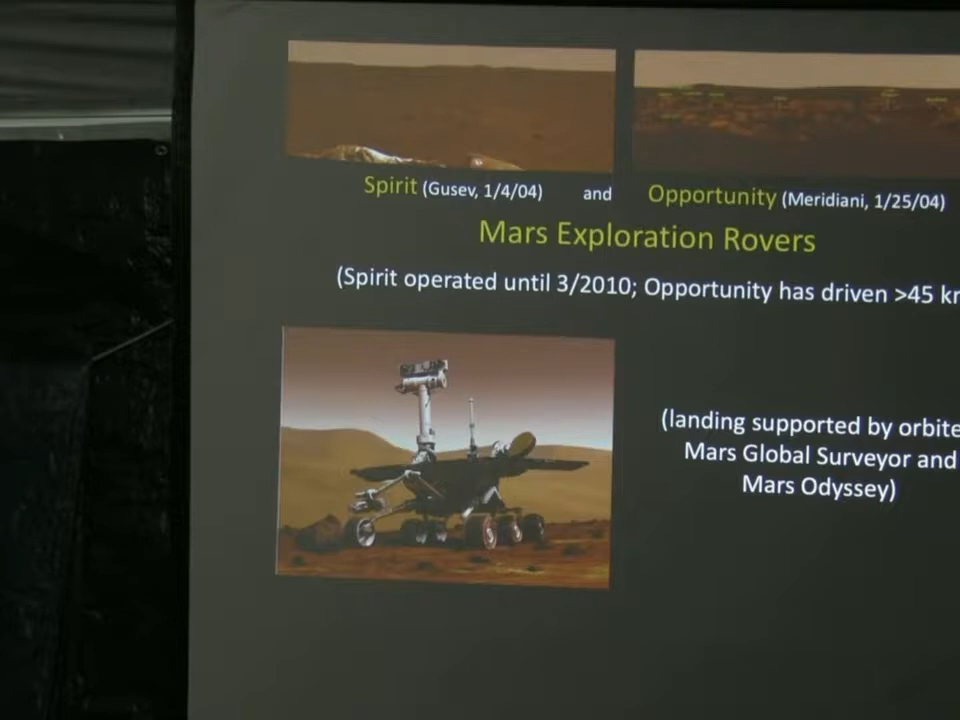 Spirit (Gusev, 1/4/04) and Opportunity (Meridiani, 1/25/04)
Mars Exploration Rovers
(Spirit operated until 3/2010; Opportunity has driven >45
(landing supported by
Mars Global Surveyor and
Mars Odyssey)